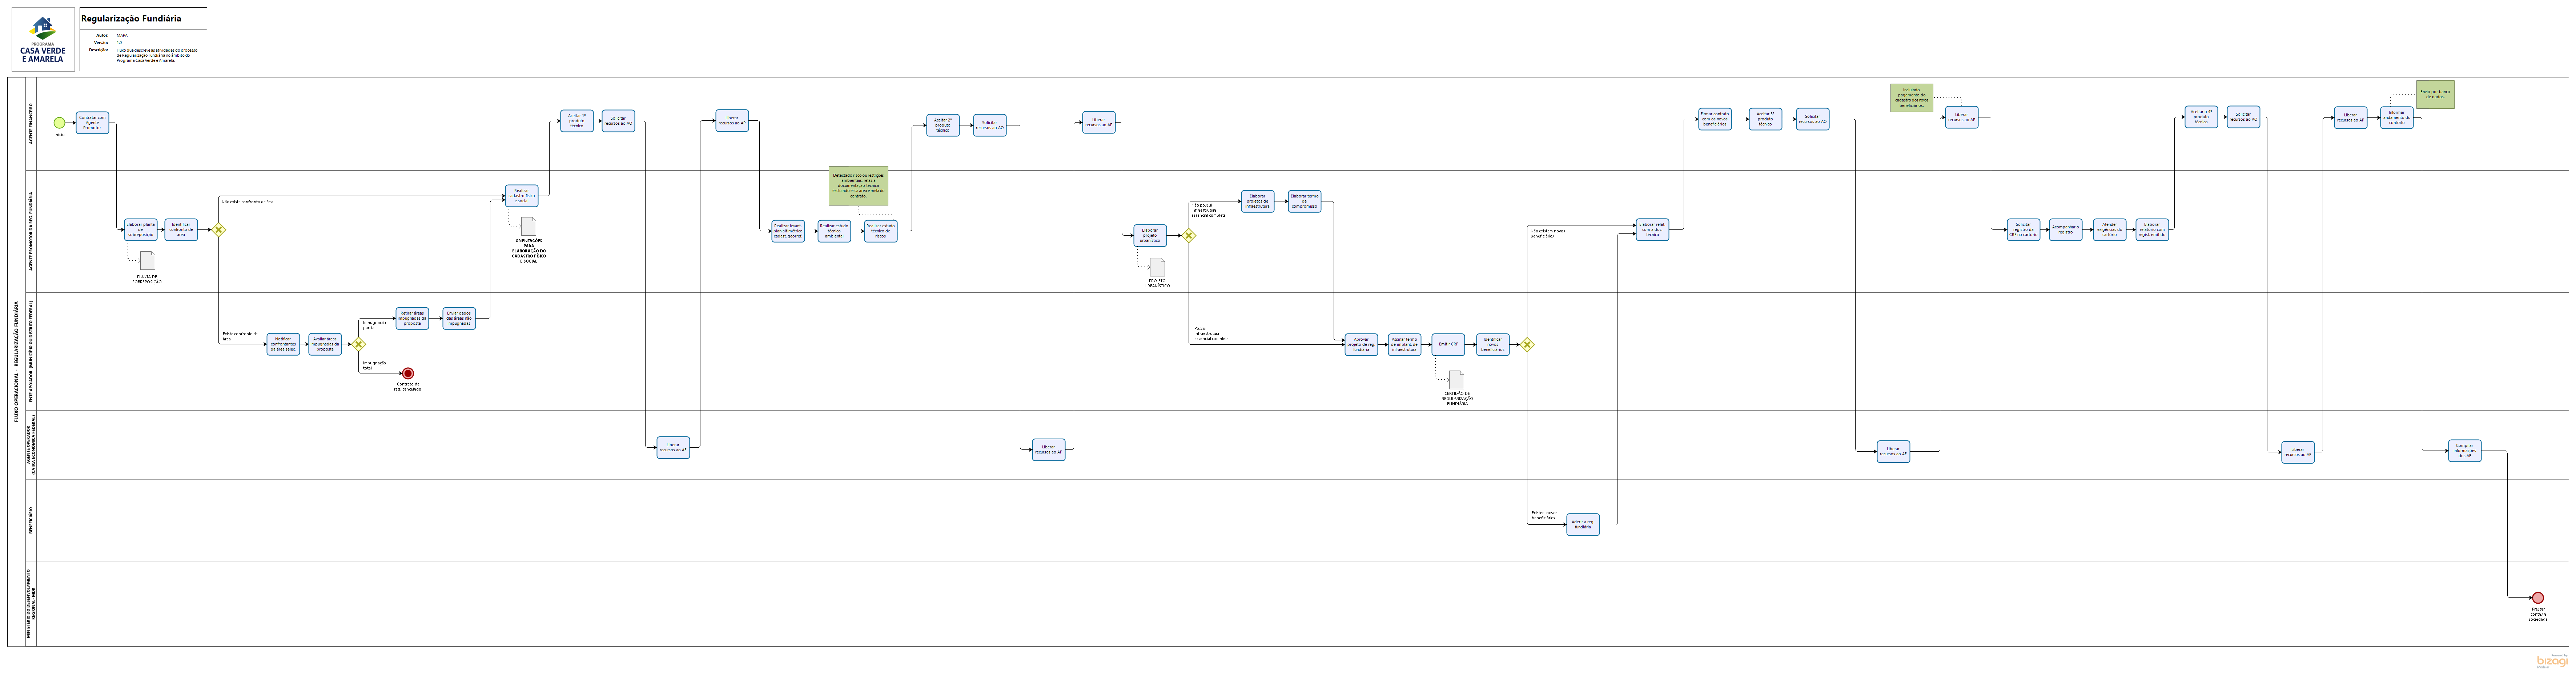 PROGRAMA
CASA VERDE
E AMARELA
Regularização Fundiária
Autor: MAPA
Versão: 1.0
Descrição: Fluxo que descreve as atividades do processo
de Regularização Fundiária no âmbito do
Programa Casa Verde e Amarela.
FLUXO OPERACIONAL - REGULARIZAÇÃO FUNDIÁRIA
AGENTE FINANCEIRO
Início
Contratar com
Agente
Promotor
Aceitar 1º
produto
técnico
Solicitar
recursos ao AO
Liberar
recursos ao AP
Aceitar 2º
produto
técnico
Solicitar
recursos ao AO
Liberar
recursos ao AP
Firmar contrato
com os novos
beneficiários
Aceitar 3º
produto
técnico
Solicitar
recursos ao AO
Incluindo
pagamento do
cadastro dos novos
beneficiários.
Liberar
recursos ao AP
Aceitar o 4º
produto
técnico
Solicitar
recursos ao AO
Liberar
recursos ao AP
Informar
andamento do
contrato
Envio por banco
de dados.
AGENTE PROMOTOR DA REG. FUNDIÁRIA
Elaborar planta
de
sobreposição
PLANTA DE
SOBREPOSIÇÃO
Identificar
confronto de
área
Não existe confronto de área
Realizar
cadastro físico
e social
ORIENTAÇÕES
PARA
ELABORAÇÃO DO
CADASTRO FÍSICO
E SOCIAL
Realizar levant.
planialtimétrico
cadast. georref.
Realizar estudo
técnico
ambiental
Detectado risco ou restrições
ambientais, refaz a
documentação técnica
excluindo essa área e meta do
contrato.
Realizar estudo
técnico de
riscos
Elaborar
projeto
urbanístico
PROJETO
URBANÍSTICO
Não possui
infraestrutura
essencial completa
Elaborar
projetos de
infraestrutura
Elaborar termo
de
compromisso
Não existem novos
beneficiários
Elaborar relat.
com a doc.
técnica
Solicitar
registro da
CRF no cartório
Acompanhar o
registro
Atender
exigências do
cartório
Elaborar
relatório com
regist. emitido
ENTE APOIADOR (MUNICÍPIO OU DISTRITO FEDERAL)
Existe confronto de
área
Notificar
confrontantes
da área selec.
Acatar áreas
impugnadas da
proposta
Impugnação
parcial
Retirar áreas
impugnadas da
proposta
Enviar dados
das áreas não
impugnadas
Impugnação
total
Contrato de
reg. cancelado
Possui
infraestrutura
essencial completa
Aprovar
projeto de reg.
fundiária
Assinar termo
de implant. de
infraestrutura
Emitir CRF
CERTIDÃO DE
REGULARIZAÇÃO
FUNDIÁRIA
Identificar
novos
beneficiários
AGENTE OPERADOR
(CAIXA ECONÔMICA FEDERAL)
Liberar
recursos ao AF
Liberar
recursos ao AF
Liberar
recursos ao AF
Liberar
recursos ao AF
Compilar
informações
dos AF
BENEFICIÁRIO
Existem novos
beneficiários
Aderir a reg.
fundiária
MINISTÉRIO DO DESENVOLVIMENTO
REGIONAL - MDR
Prestar
contas à
sociedade
Powered by
bizagi
Modeler